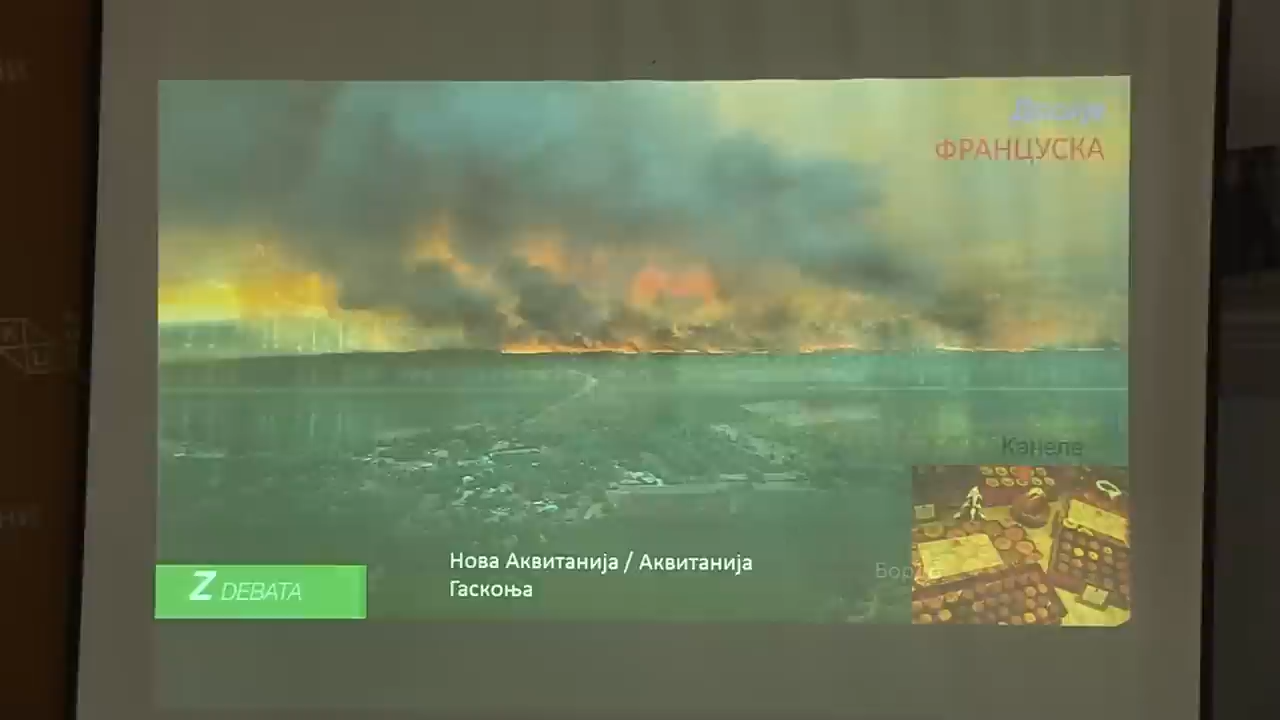 ФРАНЦУСКА
Канеле
Нова Аквитанија / Аквитанија
Гаскоња
Z DEBATA